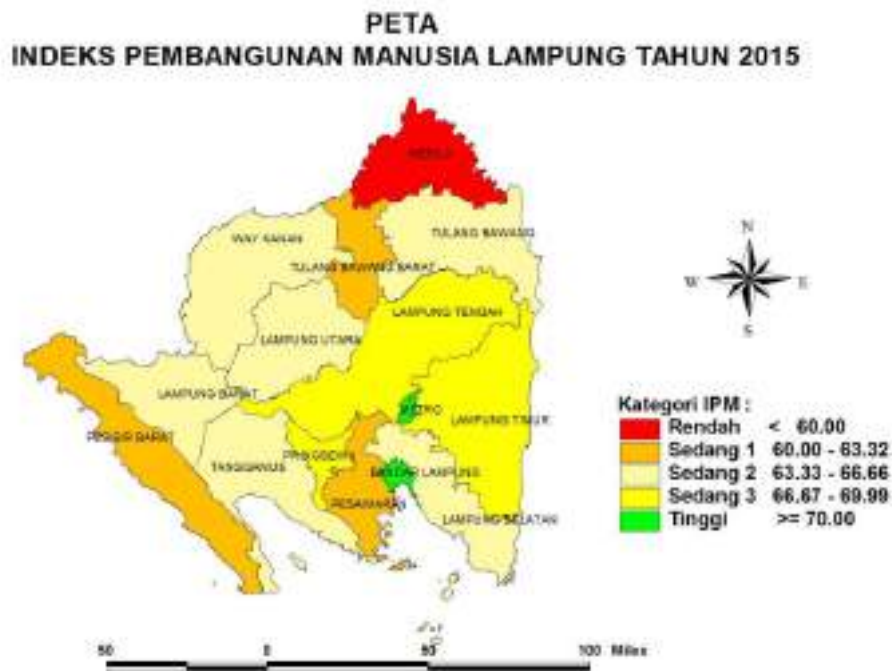 PETA
INDEKS PEMBANGUNAN MANUSIA LAMPUNG TAHUN 2015
MESUJI
WAY KANAN
TULANG BAWANG
TULANG BAWANG BARAT
LAMPUNG TENGAH
LAMPUNG UTARA
LAMPUNG BARAT
METRO
LAMPUNG TIMUR
PESISIR BARAT
TANGGAMUS
PRINGSEWU
BANDAR LAMPUNG
PESAWARAN
LAMPUNG SELATAN
N
W E
S
Kategori IPM :
Rendah < 60.00
Sedang 1 60.00 - 63.32
Sedang 2 63.33 - 66.66
Sedang 3 66.67 - 69.99
Tinggi >= 70.00
50 0 50 100 Miles